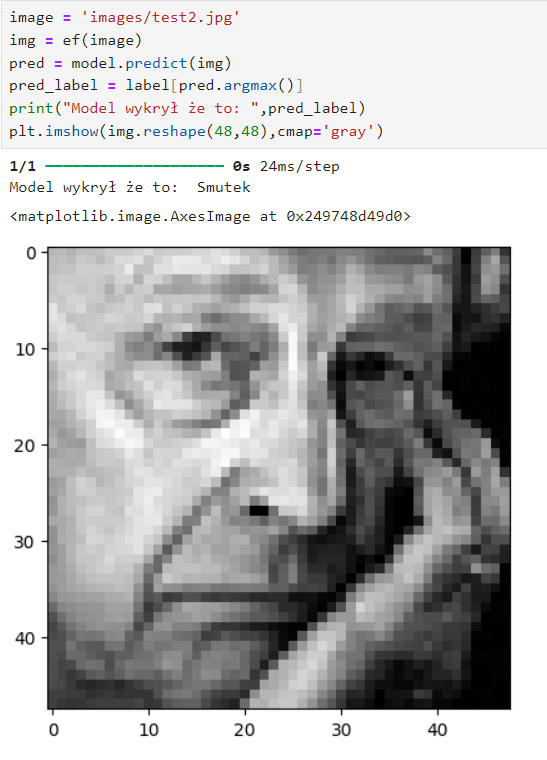 image = 'images/test2.jpg'
img = ef(image)
pred = model.predict(img)
pred_label = label[pred.argmax()]
print("Model wykrył że to: ",pred_label)
plt.imshow(img.reshape(48,48),cmap='gray')
1/1 ━━━━━━━━━━━━━━━━━━━━ 0s 24ms/step
Model wykrył że to:  Smutek
<matplotlib.image.AxesImage at 0x249748d49d0>
0
10
20
30
40
0 10 20 30 40